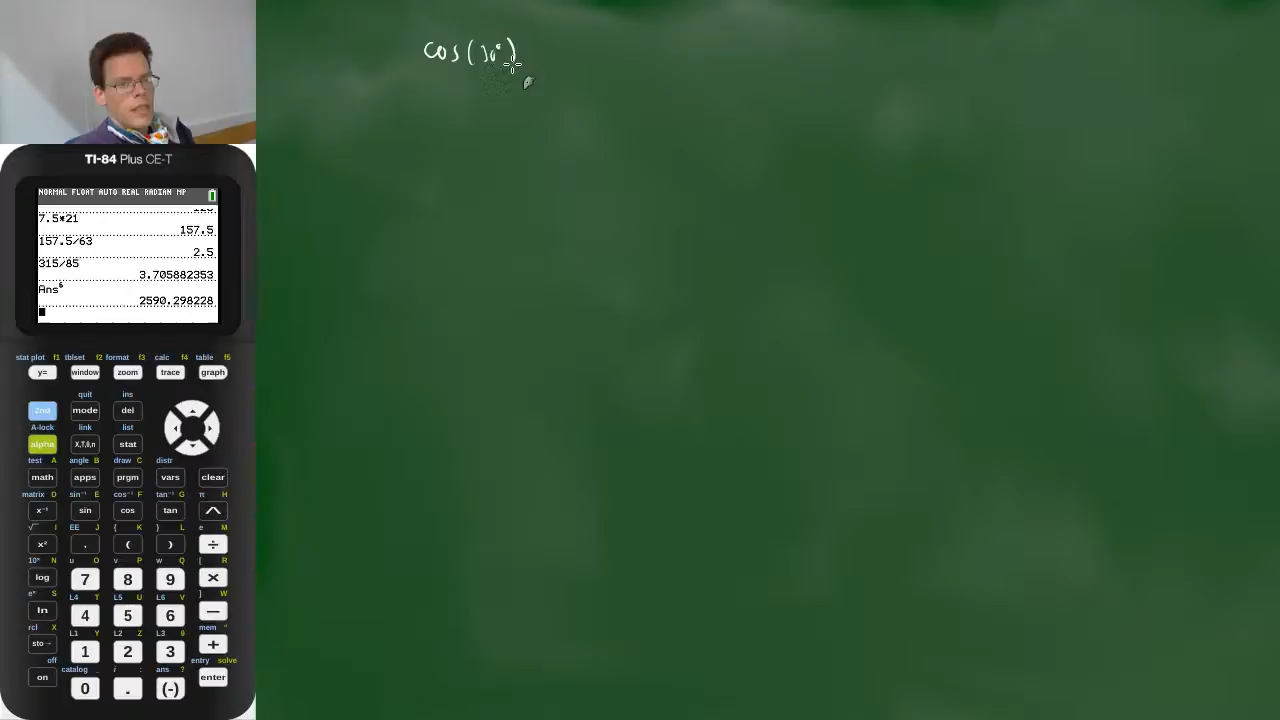 cos(30°)
TI-84 Plus CE-T
NORMAL FLOAT AUTO REAL RADIAN MP
7.5*21
157.5
157.5/63
2.5
315/85
3.705882353
Ans⁶
2590.298228
stat plot f1 tblset f2 format f3 calc f4 table f5
y= window zoom trace graph
quit ins
2nd mode del
A-lock link list
alpha X,T,θ,n stat
test A angle B draw C distr
math apps prgm vars clear
matrix D sin⁻¹ E cos⁻¹ F tan⁻¹ G π H
x⁻¹ sin cos tan ^
√ I EE J { K } L e M
x² , ( ) ÷
10ˣ N u O v P w Q [ R
log 7 8 9 ×
eˣ S L4 T L5 U L6 V ] W
ln 4 5 6 —
rcl X L1 Y L2 Z L3 θ mem "
sto→ 1 2 3 +
off catalog i : ans ? entry solve
on 0 . (-) enter